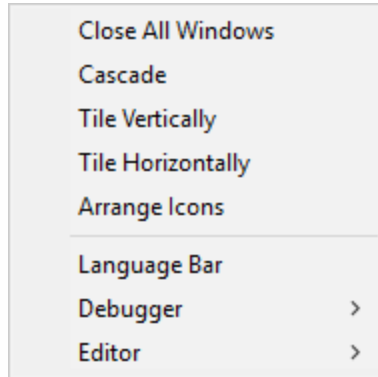 Close All Windows
Cascade
Tile Vertically
Tile Horizontally
Arrange Icons
Language Bar
Debugger
Editor